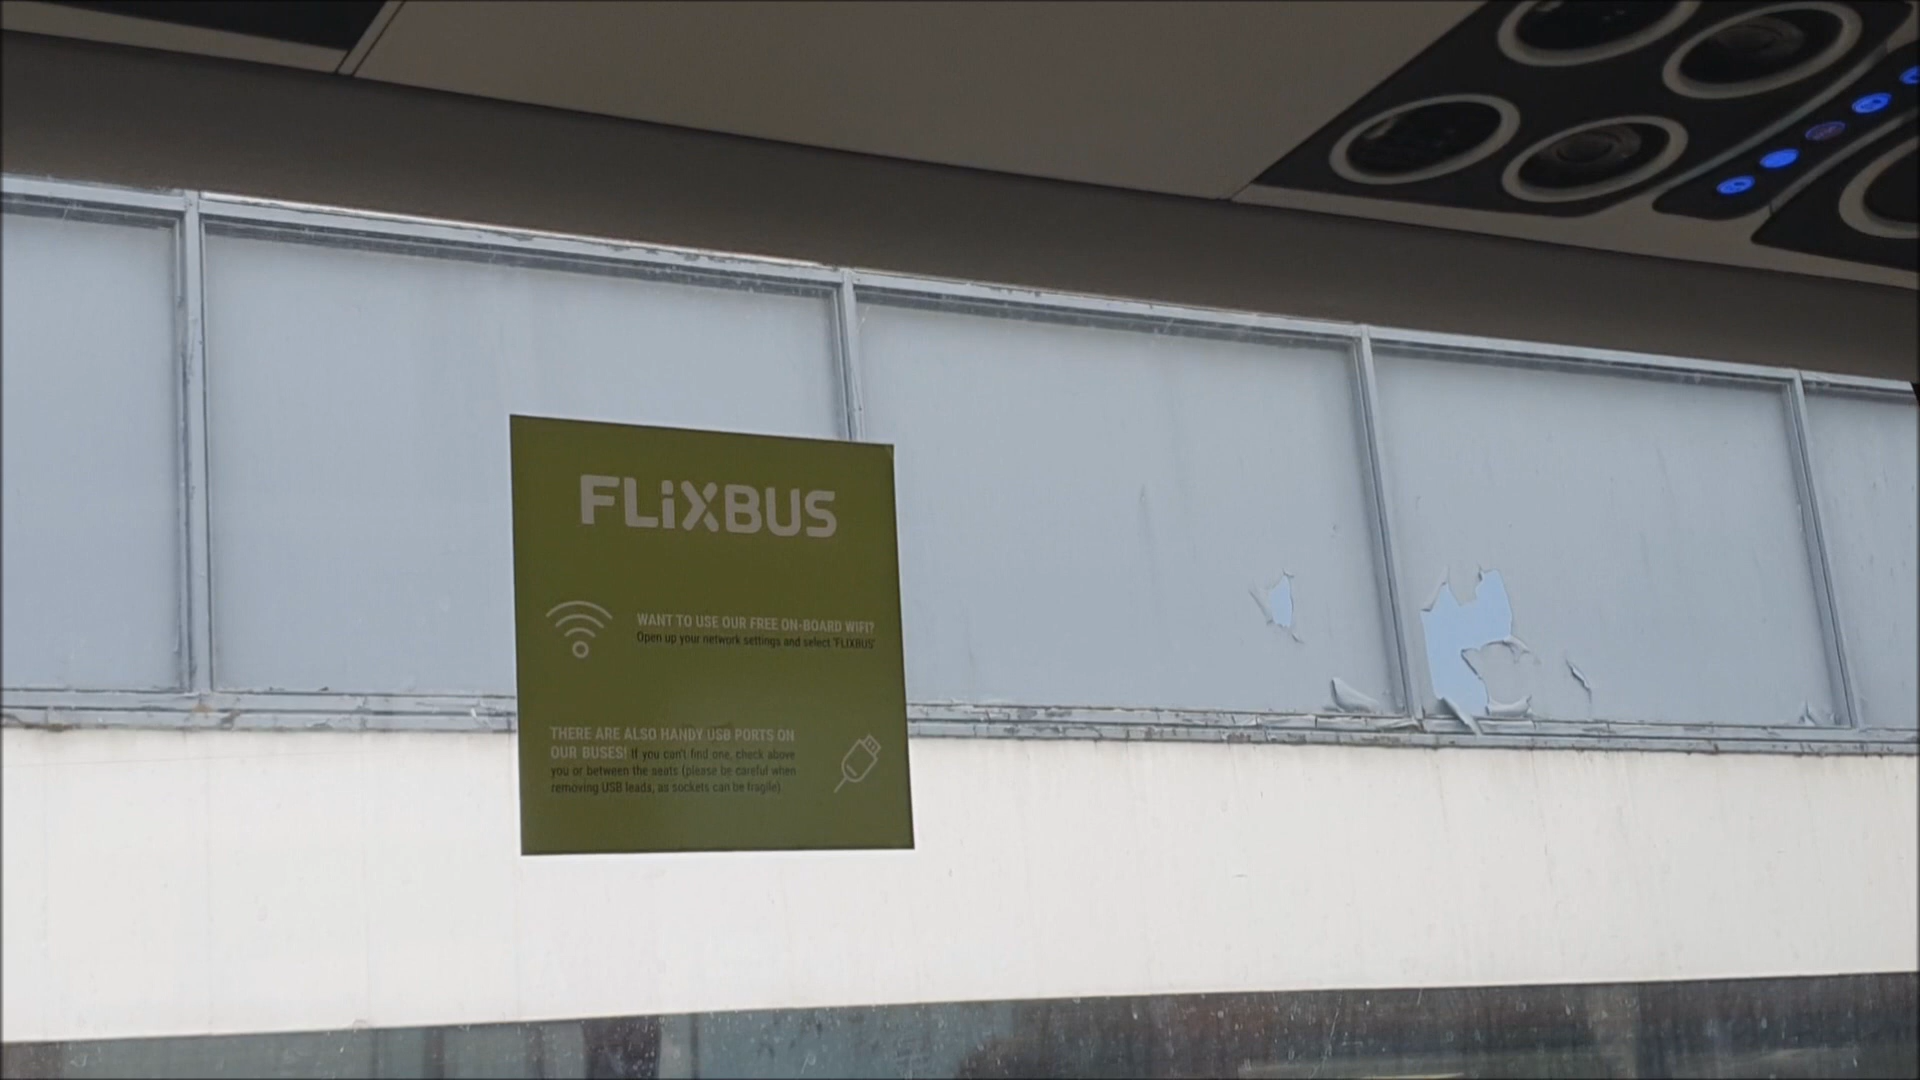 FLiXBUS
WANT TO USE OUR FREE ON-BOARD WIFI?
Open up your network settings and select 'FLIXBUS'
THERE ARE ALSO HANDY USB PORTS ON
OUR BUSES! If you can't find one, check above
you or between the seats (please be careful when
removing USB leads, as sockets can be fragile)